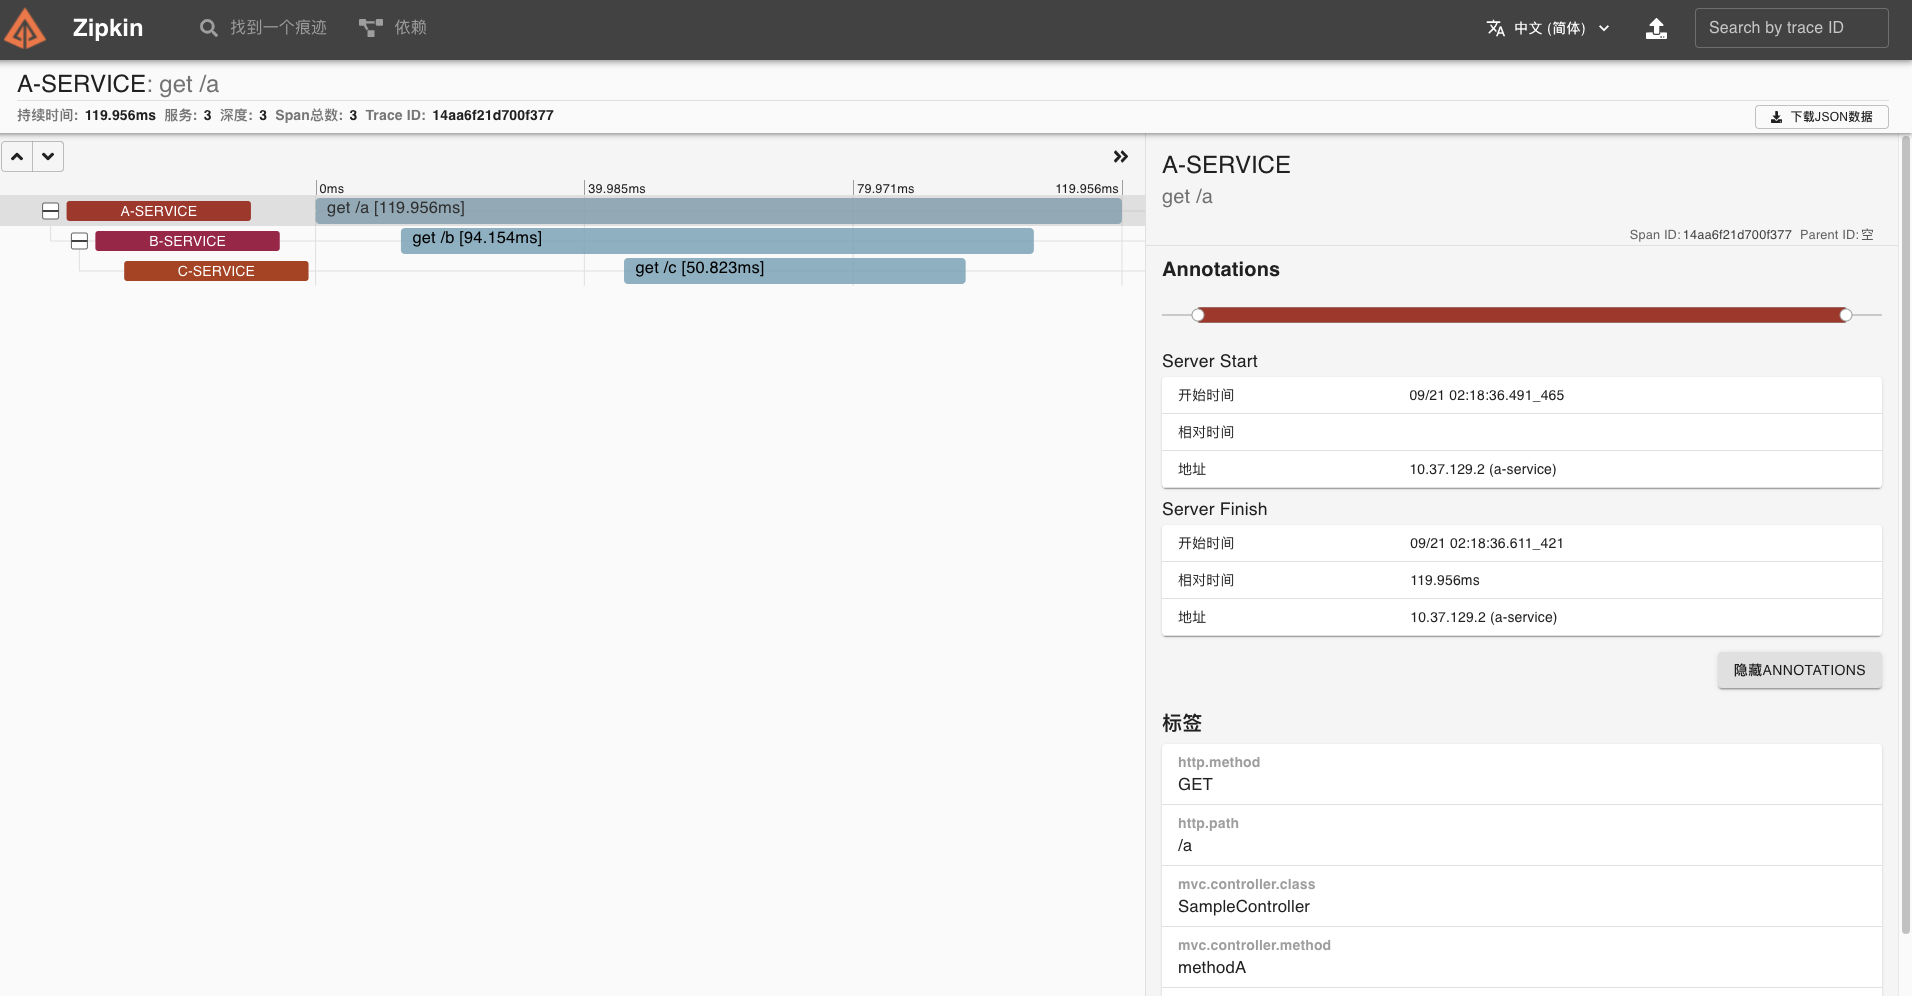 Zipkin 找到一个痕迹 依赖 中文 (简体) Search by trace ID
A-SERVICE: get /a
持续时间: 119.956ms 服务: 3 深度: 3 Span总数: 3 Trace ID: 14aa6f21d700f377 下载JSON数据
0ms 39.985ms 79.971ms 119.956ms
A-SERVICE get /a [119.956ms]
B-SERVICE get /b [94.154ms]
C-SERVICE get /c [50.823ms]
A-SERVICE
get /a
Span ID: 14aa6f21d700f377 Parent ID: 空
Annotations
Server Start
开始时间 09/21 02:18:36.491_465
相对时间
地址 10.37.129.2 (a-service)
Server Finish
开始时间 09/21 02:18:36.611_421
相对时间 119.956ms
地址 10.37.129.2 (a-service)
隐藏ANNOTATIONS
标签
http.method
GET
http.path
/a
mvc.controller.class
SampleController
mvc.controller.method
methodA